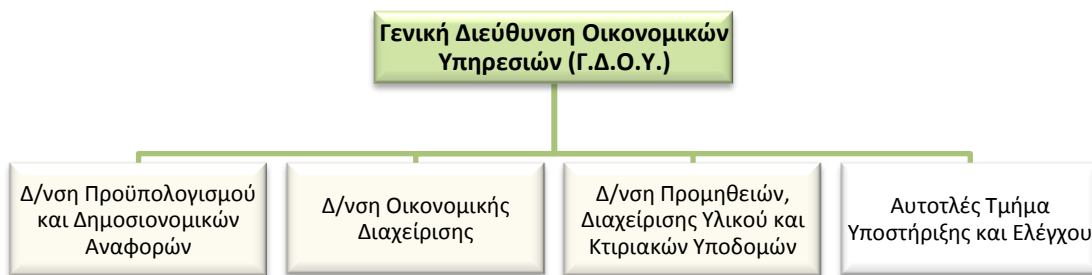 Γενική Διεύθυνση Οικονομικών
Υπηρεσιών (Γ.Δ.Ο.Υ.)
Δ/νση Προϋπολογισμού
και Δημοσιονομικών
Αναφορών
Δ/νση Οικονομικής
Διαχείρισης
Δ/νση Προμηθειών,
Διαχείρισης Υλικού και
Κτιριακών Υποδομών
Αυτοτλές Τμήμα
Υποστήριξης και Ελέγχου